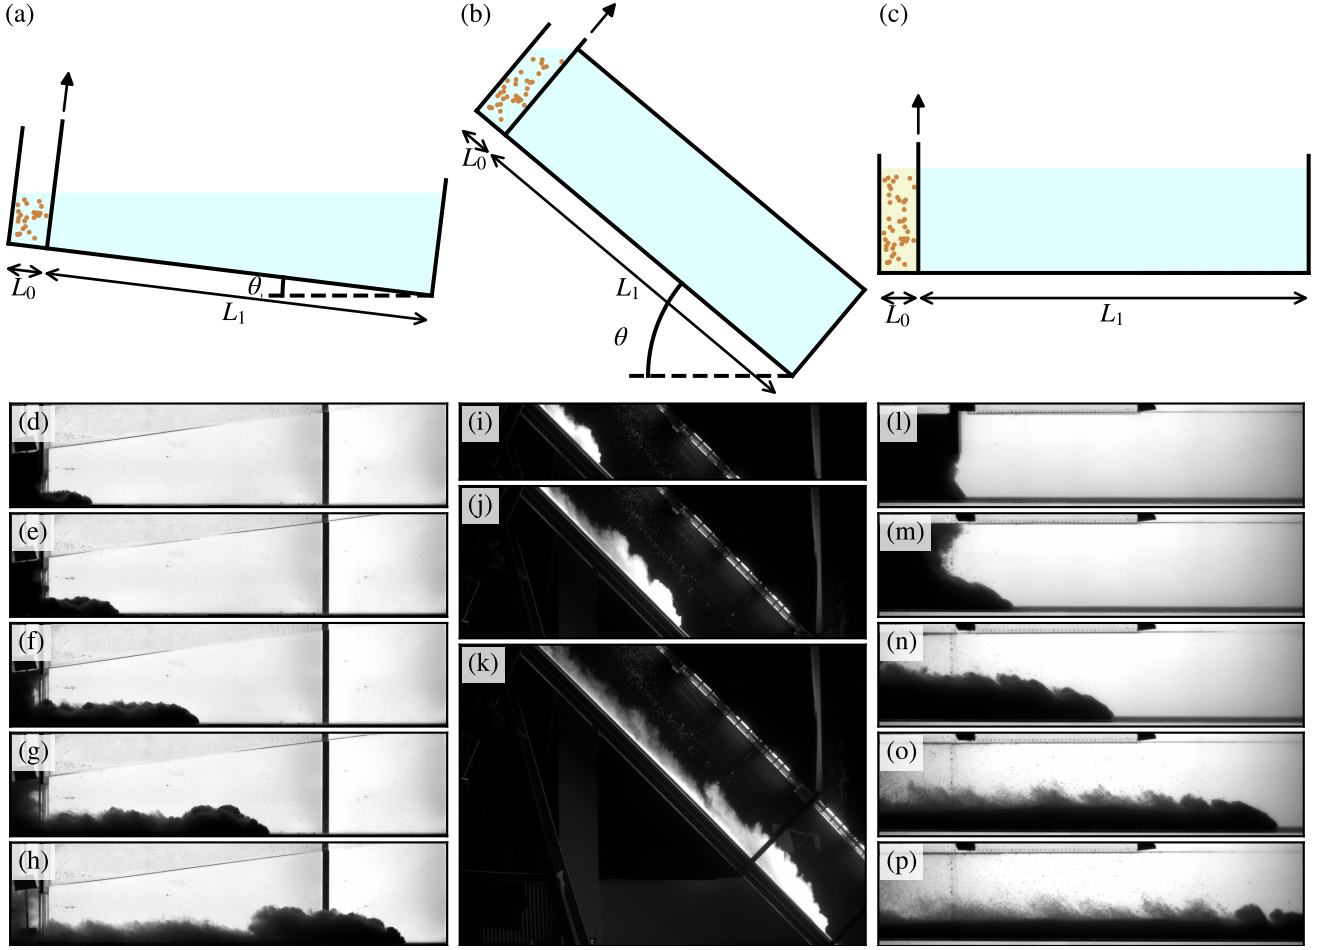 (a)
(b)
(c)
L₀
θ
L₁
L₀
L₁
θ
L₀
L₁
(d)
(e)
(f)
(g)
(h)
(i)
(j)
(k)
(l)
(m)
(n)
(o)
(p)